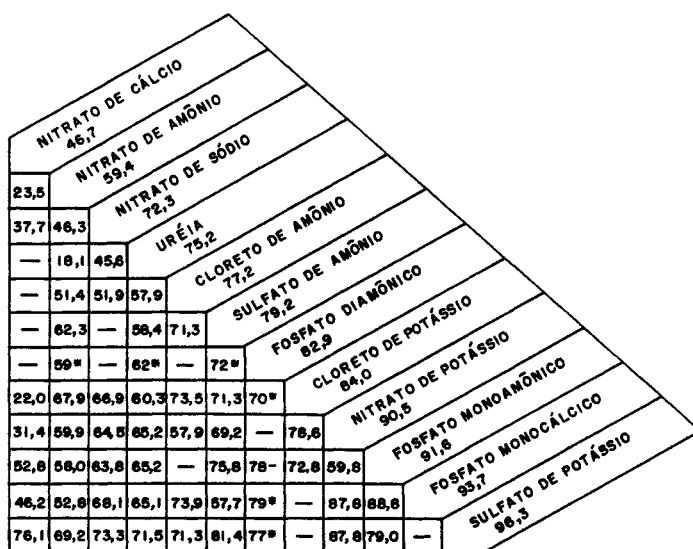 NITRATO DE CÁLCIO
46,7
NITRATO DE AMÕNIO
59,4
23,5
NITRATO DE SÓDIO
72,3
37,7 46,3
URÉIA
75,2
— 18,1 45,6
CLORETO DE AMÔNIO
77,2
— 51,4 51,9 57,9
SULFATO DE AMÔNIO
79,2
— 62,3 — 58,4 71,3
FOSFATO DIAMÔNICO
82,9
— 59* — 62* — 72*
CLORETO DE POTÁSSIO
84,0
22,0 67,9 66,9 60,3 73,5 71,3 70*
NITRATO DE POTÁSSIO
90,5
31,4 59,9 64,5 65,2 57,9 69,2 — 78,6
FOSFATO MONOAMÔNICO
91,6
52,8 58,0 63,8 65,2 — 75,8 78- 72,8 59,8
FOSFATO MONOCÁLCICO
93,7
46,2 52,8 68,1 65,1 73,9 57,7 79* — 87,8 88,8
SULFATO DE POTÁSSIO
96,3
76,1 69,2 73,3 71,5 71,3 81,4 77* — 87,8 79,0 —